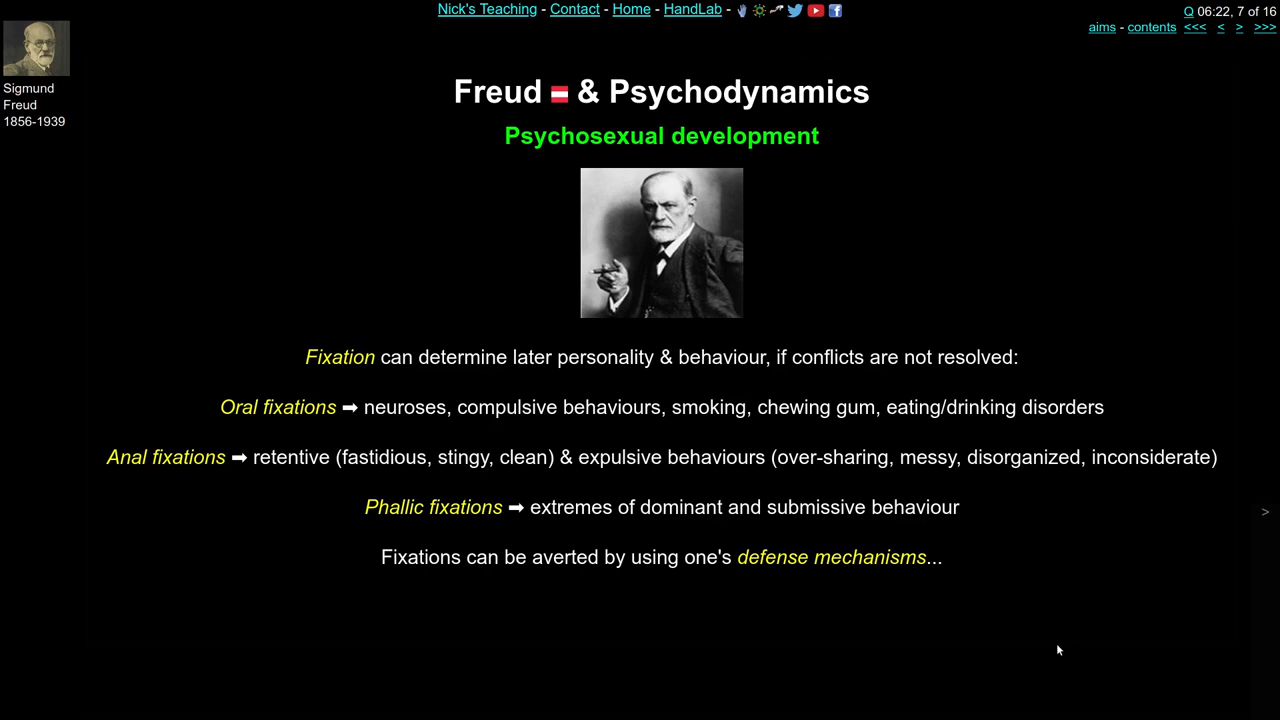 Nick's Teaching - Contact - Home - HandLab -
Q 06:22, 7 of 16
aims - contents <<< < > >>>
Sigmund
Freud
1856-1939
Freud & Psychodynamics
Psychosexual development
Fixation can determine later personality & behaviour, if conflicts are not resolved:
Oral fixations ➡ neuroses, compulsive behaviours, smoking, chewing gum, eating/drinking disorders
Anal fixations ➡ retentive (fastidious, stingy, clean) & expulsive behaviours (over-sharing, messy, disorganized, inconsiderate)
Phallic fixations ➡ extremes of dominant and submissive behaviour
>
Fixations can be averted by using one's defense mechanisms...